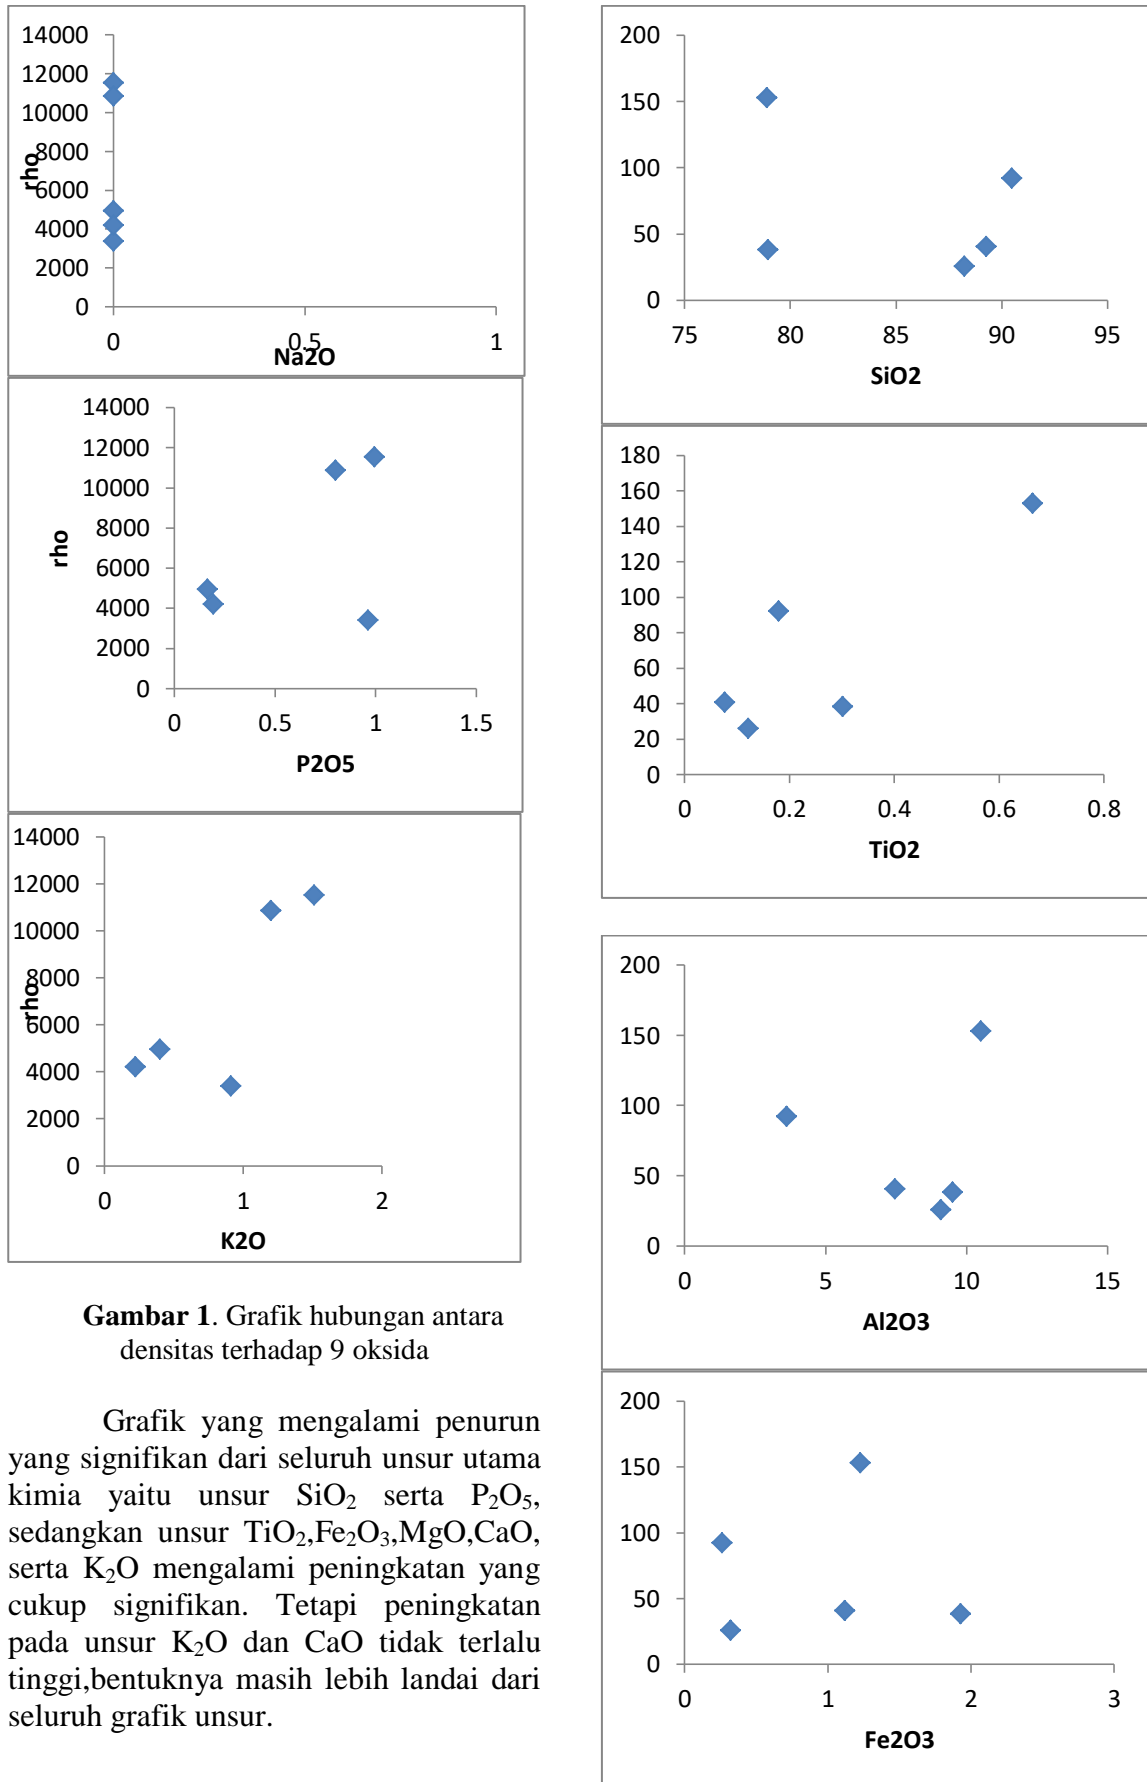 14000
12000
10000
8000
6000
4000
2000
0
rho
0 0.5 1
Na2O
14000
12000
10000
8000
6000
4000
2000
0
rho
0 0.5 1 1.5
P2O5
14000
12000
10000
8000
6000
4000
2000
0
rho
0 1 2
K2O
Gambar 1. Grafik hubungan antara
densitas terhadap 9 oksida
Grafik yang mengalami penurun
yang signifikan dari seluruh unsur utama
kimia yaitu unsur SiO₂ serta P₂O₅,
sedangkan unsur TiO₂,Fe₂O₃,MgO,CaO,
serta K₂O mengalami peningkatan yang
cukup signifikan. Tetapi peningkatan
pada unsur K₂O dan CaO tidak terlalu
tinggi,bentuknya masih lebih landai dari
seluruh grafik unsur.
200
150
100
50
0
75 80 85 90 95
SiO2
180
160
140
120
100
80
60
40
20
0
0 0.2 0.4 0.6 0.8
TiO2
200
150
100
50
0
0 5 10 15
Al2O3
200
150
100
50
0
0 1 2 3
Fe2O3